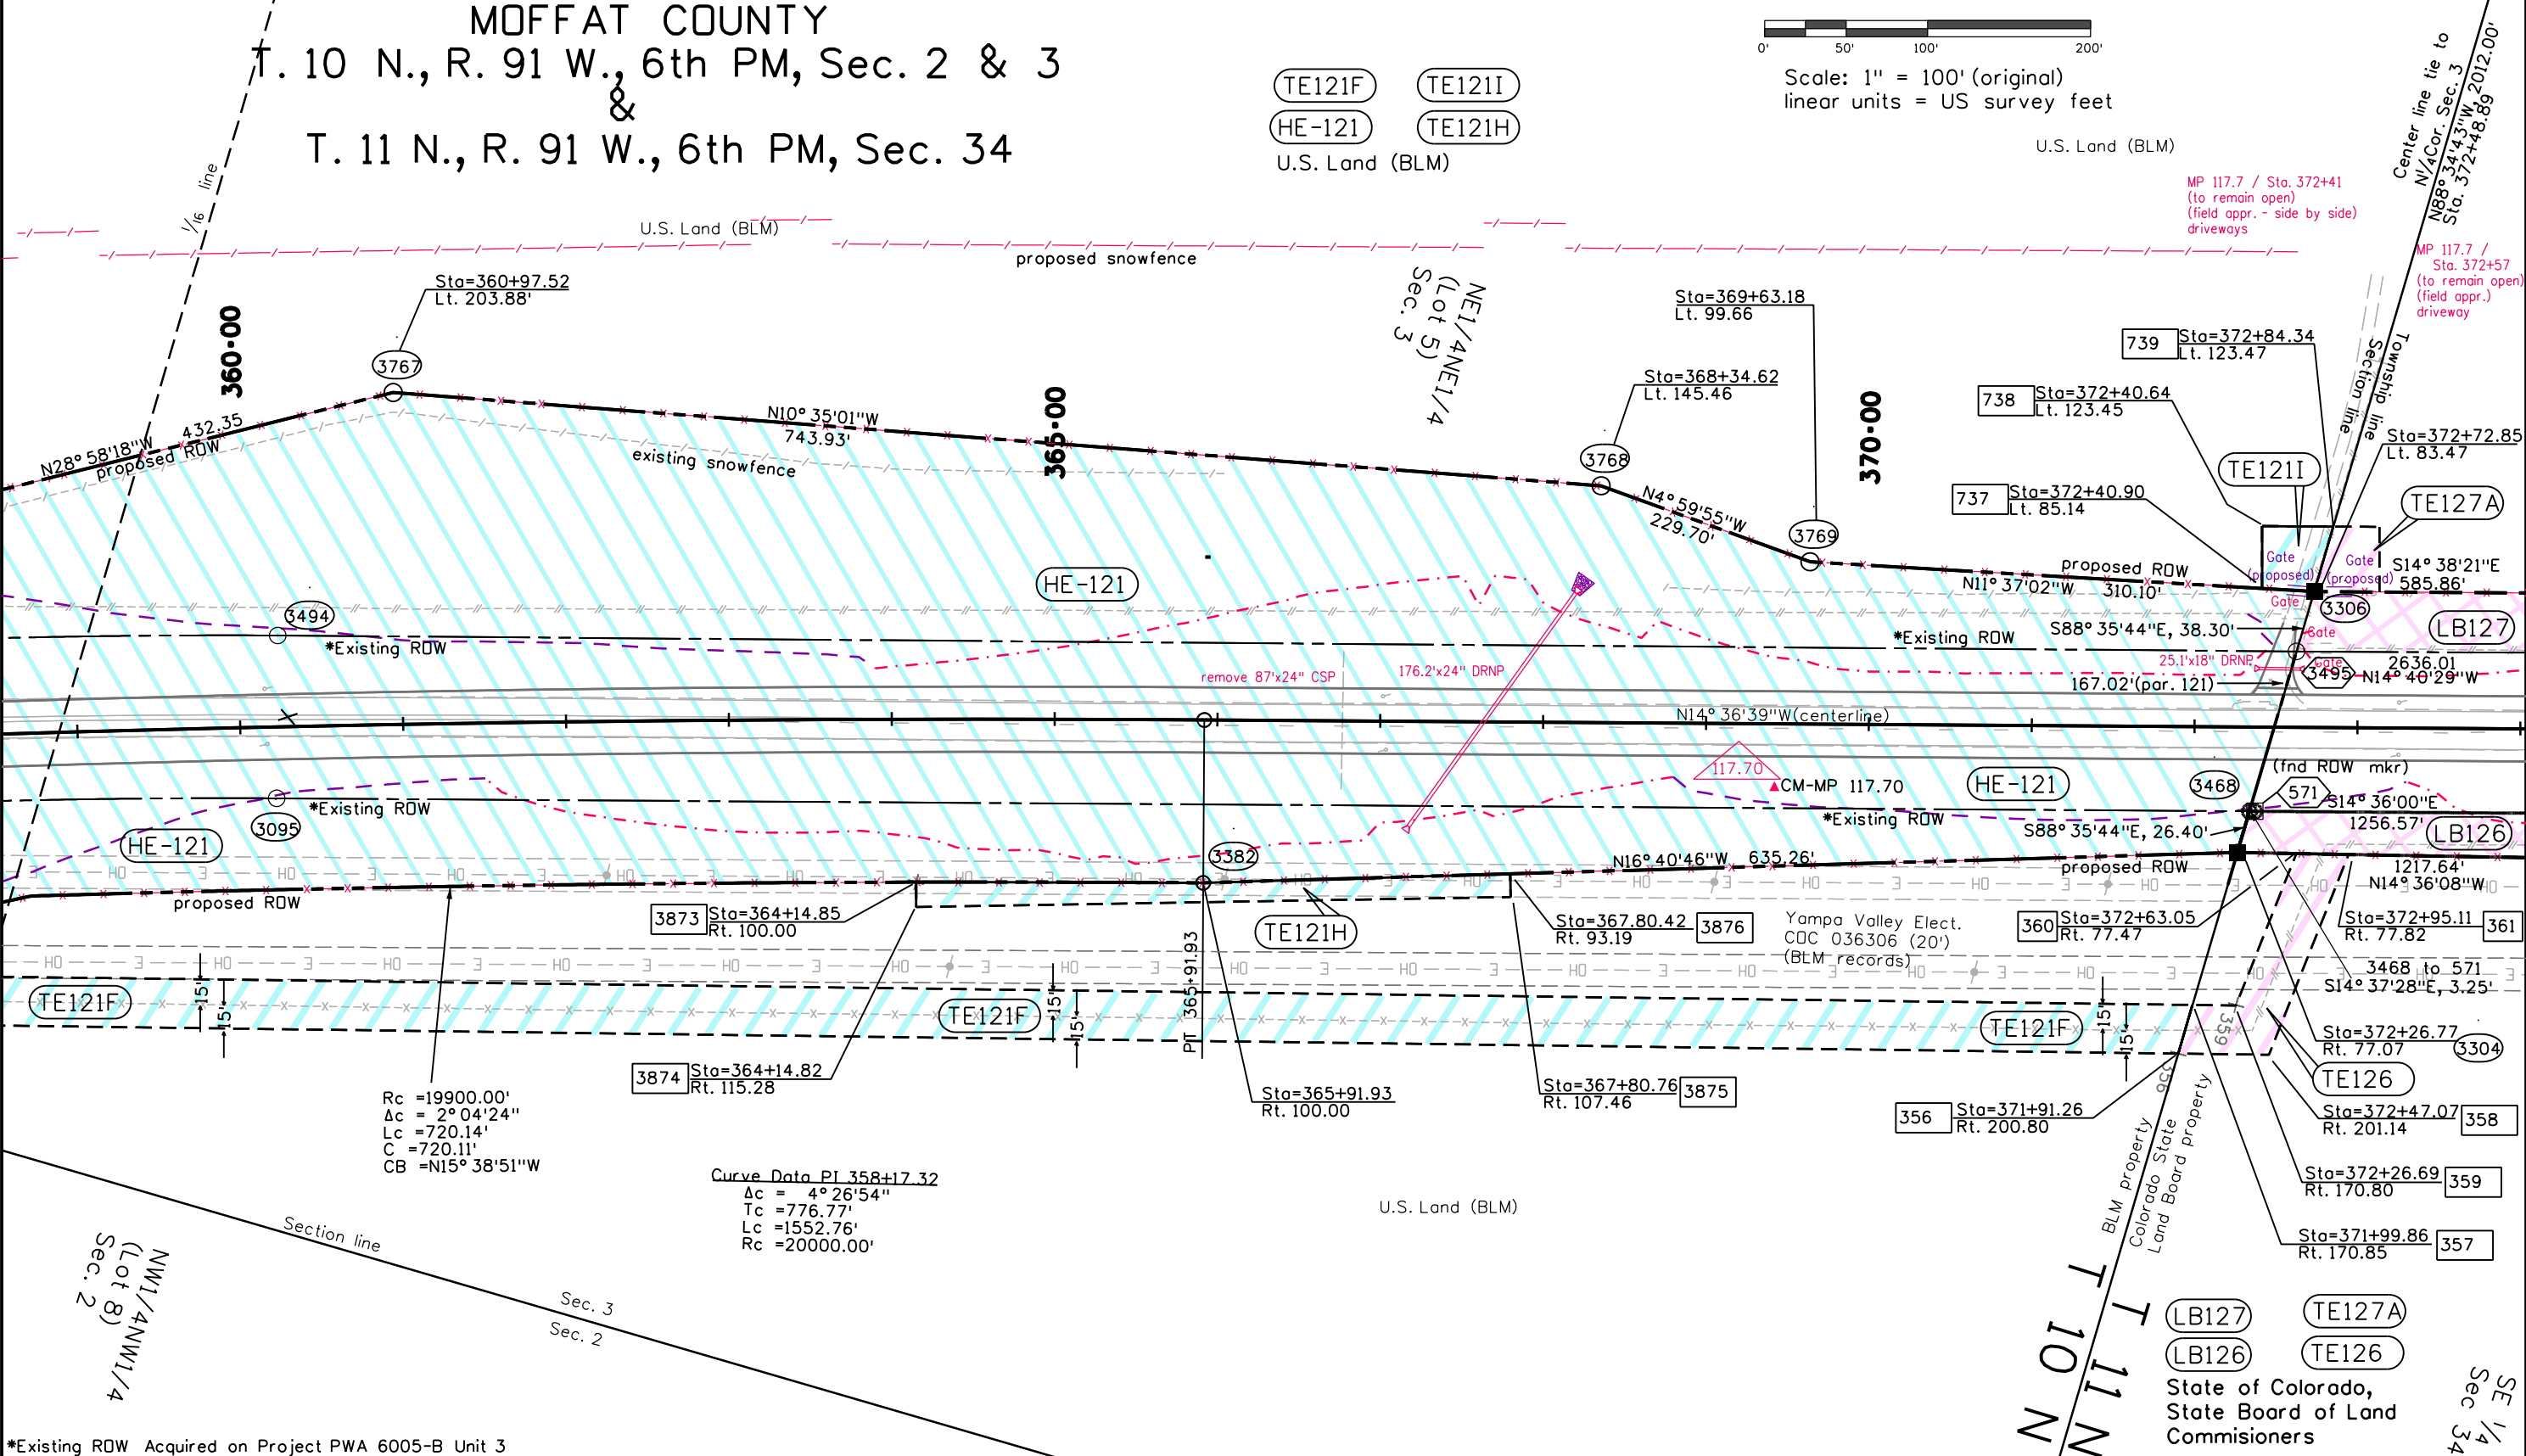 MOFFAT COUNTY
T. 10 N., R. 91 W., 6th PM, Sec. 2 & 3
&
T. 11 N., R. 91 W., 6th PM, Sec. 34
TE121F
TE121I
HE-121
TE121H
U.S. Land (BLM)
0' 50' 100' 200'
Scale: 1" = 100' (original)
linear units = US survey feet
U.S. Land (BLM)
Center line tie to
N1/4Cor. Sec. 3
N88°34'43"W, 2012.00'
Sta. 372+48.89
MP 117.7 / Sta. 372+41
(to remain open)
(field appr. - side by side)
driveways
MP 117.7 /
Sta. 372+57
(to remain open)
(field appr.)
driveway
1/16 line
U.S. Land (BLM)
proposed snowfence
Sta=360+97.52
Lt. 203.88'
3767
360+00
NE1/4NE1/4
(Lot 5)
Sec. 3
Sta=369+63.18
Lt. 99.66
Sta=368+34.62
Lt. 145.46
365+00
370+00
739
Sta=372+84.34
Lt. 123.47
738
Sta=372+40.64
Lt. 123.45
737
Sta=372+40.90
Lt. 85.14
Township line
Section line
Sta=372+72.85
Lt. 83.47
TE121I
TE127A
N28°58'18"W
432.35
proposed ROW
N10°35'01"W
743.93'
existing snowfence
3768
N4°59'55"W
229.70'
3769
proposed ROW
N11°37'02"W 310.10'
Gate
(proposed)
Gate
(proposed)
Gate
S14°38'21"E
585.86'
3306
LB127
HE-121
3494
*Existing ROW
*Existing ROW
S88°35'44"E, 38.30'
Gate
25.1'x18" DRNP
Gate
3495
2636.01
N14°40'29"W
167.02'(par. 121)
remove 87'x24" CSP
176.2'x24" DRNP
N14°36'39"W(centerline)
117.70
CM-MP 117.70
HE-121
3468
(fnd ROW mkr)
571
S14°36'00"E
1256.57'
LB126
*Existing ROW
3095
HE-121
*Existing ROW
S88°35'44"E, 26.40'
3382
N16°40'46"W 635.26'
proposed ROW
1217.64'
N14°36'08"W
OH E OH E OH E OH E OH
proposed ROW
3873
Sta=364+14.85
Rt. 100.00
TE121H
Sta=367.80.42
Rt. 93.19
3876
Yampa Valley Elect.
COC 036306 (20')
(BLM records)
360
Sta=372+63.05
Rt. 77.47
Sta=372+95.11
Rt. 77.82
361
OH E OH E OH E OH E OH
3468 to 571
S14°37'28"E, 3.25'
PT 365+91.93
TE121F
15'
15'
TE121F
15'
15'
TE121F
15'
15'
359
Sta=372+26.77
Rt. 77.07
3304
TE126
3874
Sta=364+14.82
Rt. 115.28
Sta=365+91.93
Rt. 100.00
Sta=367+80.76
Rt. 107.46
3875
356
356
Sta=371+91.26
Rt. 200.80
Sta=372+47.07
Rt. 201.14
358
Rc =19900.00'
Δc = 2°04'24"
Lc =720.14'
C =720.11'
CB =N15°38'51"W
Curve Data PI 358+17.32
Δc = 4°26'54"
Tc =776.77'
Lc =1552.76'
Rc =20000.00'
U.S. Land (BLM)
BLM property
Colorado State
Land Board property
Sta=372+26.69
Rt. 170.80
359
Sta=371+99.86
Rt. 170.85
357
Section line
Sec. 3
Sec. 2
NW1/4NW1/4
(Lot 8)
Sec. 2
T 10 N
T 11 N
LB127
TE127A
LB126
TE126
State of Colorado,
State Board of Land
Commisioners
SE 1/4
Sec 34
*Existing ROW Acquired on Project PWA 6005-B Unit 3